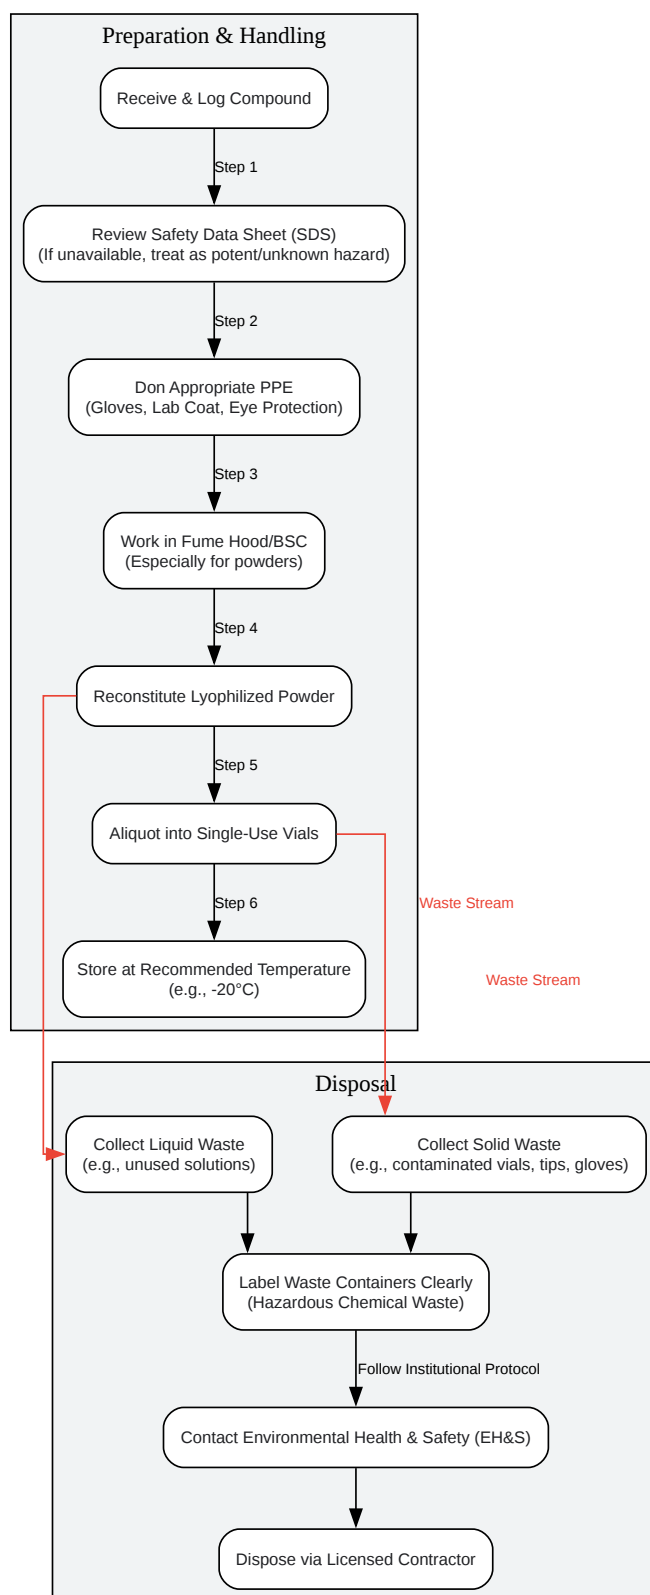 Preparation & Handling
Receive & Log Compound
Step 1
Review Safety Data Sheet (SDS)
(If unavailable, treat as potent/unknown hazard)
Step 2
Don Appropriate PPE
(Gloves, Lab Coat, Eye Protection)
Step 3
Work in Fume Hood/BSC
(Especially for powders)
Step 4
Reconstitute Lyophilized Powder
Step 5
Aliquot into Single-Use Vials
Step 6
Waste Stream
Store at Recommended Temperature
(e.g., -20°C)
Waste Stream
Disposal
Collect Liquid Waste
(e.g., unused solutions)
Collect Solid Waste
(e.g., contaminated vials, tips, gloves)
Label Waste Containers Clearly
(Hazardous Chemical Waste)
Follow Institutional Protocol
Contact Environmental Health & Safety (EH&S)
Dispose via Licensed Contractor